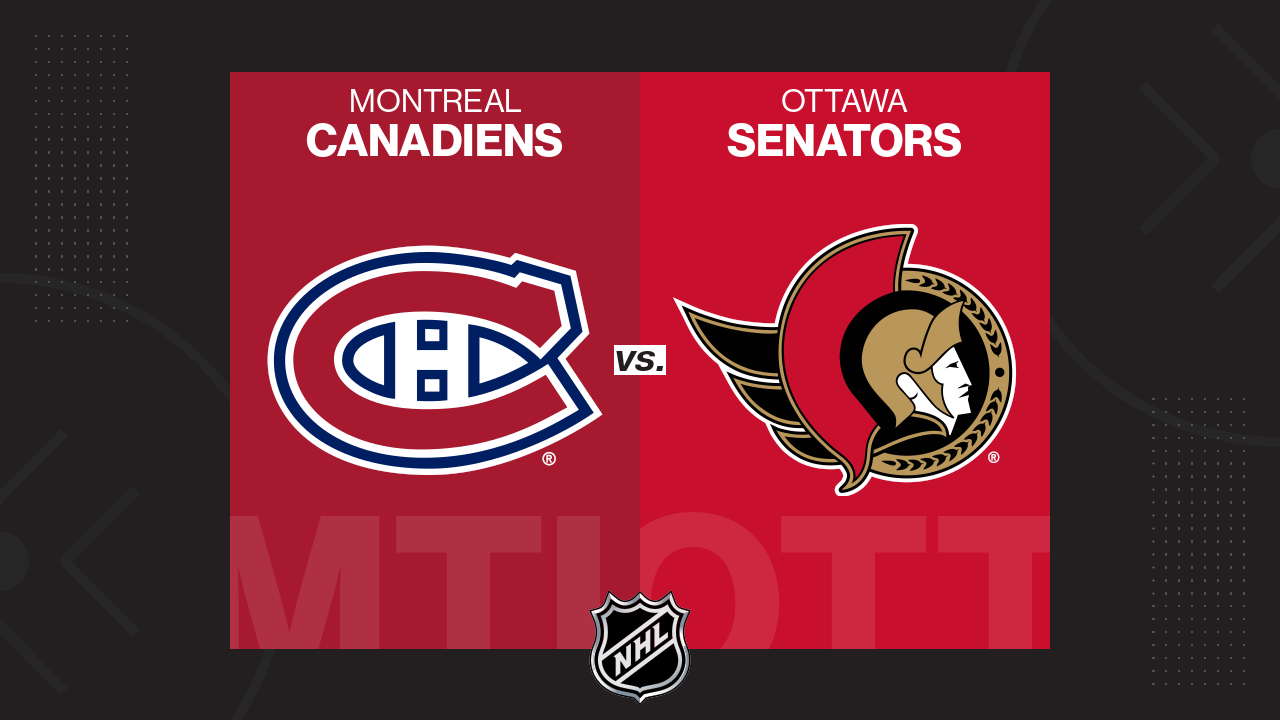 MONTREAL
CANADIENS
OTTAWA
SENATORS
vs.
®
®
MTL
OTT
NHL